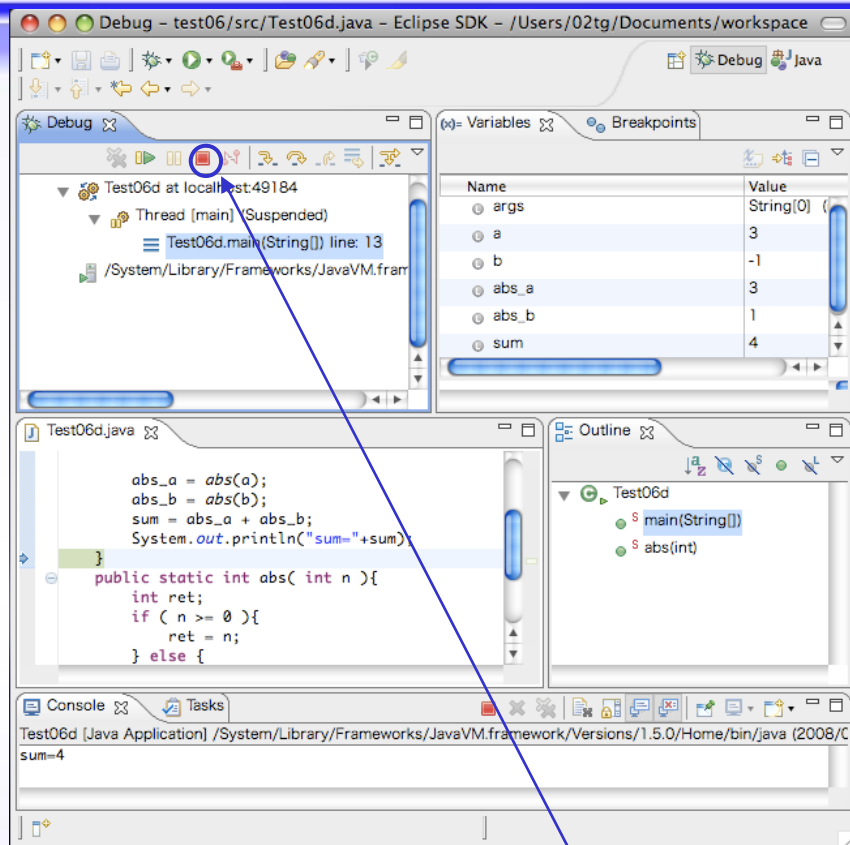 Debug – test06/src/Test06d.java – Eclipse SDK – /Users/02tg/Documents/workspace
Debug Java
Debug
Test06d at localhost:49184
Thread [main] (Suspended)
Test06d.main(String[]) line: 13
/System/Library/Frameworks/JavaVM.fram
(x)= Variables Breakpoints
Name Value
args String[0] (
a 3
b -1
abs_a 3
abs_b 1
sum 4
Test06d.java
abs_a = abs(a);
abs_b = abs(b);
sum = abs_a + abs_b;
System.out.println("sum="+sum);
}
public static int abs( int n ){
int ret;
if ( n >= 0 ){
ret = n;
} else {
Outline
Test06d
S main(String[])
S abs(int)
Console Tasks
Test06d [Java Application] /System/Library/Frameworks/JavaVM.framework/Versions/1.5.0/Home/bin/java (2008/
sum=4